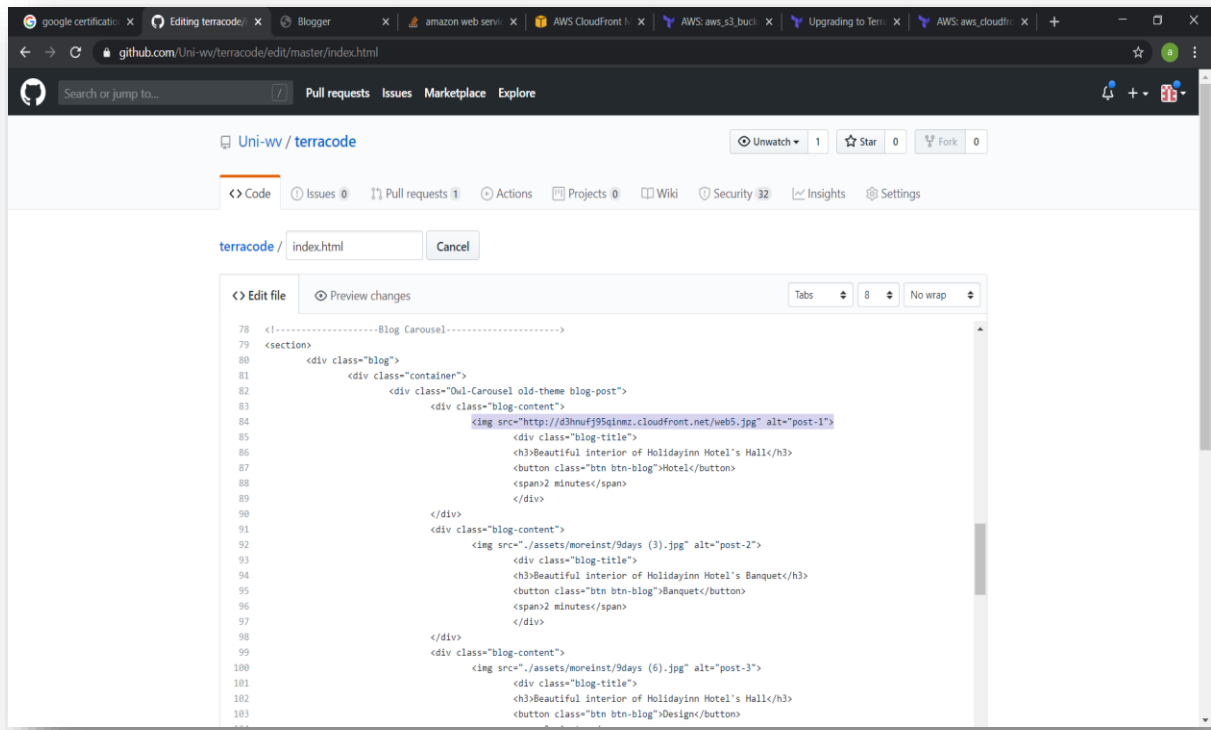 google certificatio
Editing terracode/
Blogger
amazon web servic
AWS CloudFront M
AWS: aws_s3_buck
Upgrading to Terra
AWS: aws_cloudfro
github.com/Uni-wv/terracode/edit/master/index.html
a
Search or jump to...
/
Pull requests Issues Marketplace Explore
Uni-wv / terracode
Unwatch 1 Star 0 Fork 0
Code Issues 0 Pull requests 1 Actions Projects 0 Wiki Security 32 Insights Settings
terracode / index.html Cancel
<> Edit file Preview changes Tabs 8 No wrap
78 <!--------------------Blog Carousel---------------------->
79 <section>
80 <div class="blog">
81 <div class="container">
82 <div class="Owl-Carousel old-theme blog-post">
83 <div class="blog-content">
84 <img src="http://d3hnufj95qinmz.cloudfront.net/web5.jpg" alt="post-1">
85 <div class="blog-title">
86 <h3>Beautiful interior of Holidayinn Hotel's Hall</h3>
87 <button class="btn btn-blog">Hotel</button>
88 <span>2 minutes</span>
89 </div>
90 </div>
91 <div class="blog-content">
92 <img src="./assets/moreinst/9days (3).jpg" alt="post-2">
93 <div class="blog-title">
94 <h3>Beautiful interior of Holidayinn Hotel's Banquet</h3>
95 <button class="btn btn-blog">Banquet</button>
96 <span>2 minutes</span>
97 </div>
98 </div>
99 <div class="blog-content">
100 <img src="./assets/moreinst/9days (6).jpg" alt="post-3">
101 <div class="blog-title">
102 <h3>Beautiful interior of Holidayinn Hotel's Hall</h3>
103 <button class="btn btn-blog">Design</button>